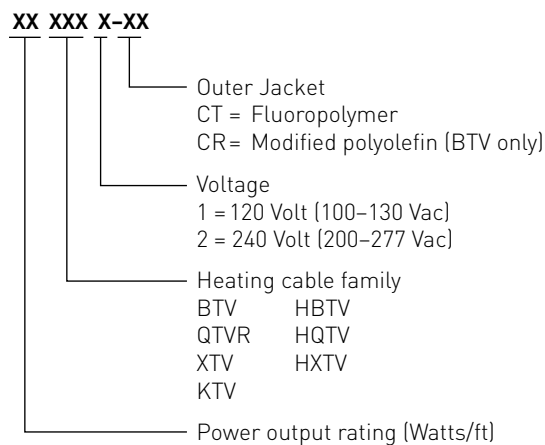 XX XXX X–XX
Outer Jacket
CT = Fluoropolymer
CR= Modified polyolefin (BTV only)
Voltage
1 = 120 Volt (100–130 Vac)
2 = 240 Volt (200–277 Vac)
Heating cable family
BTV HBTV
QTVR HQTV
XTV HXTV
KTV
Power output rating (Watts/ft)